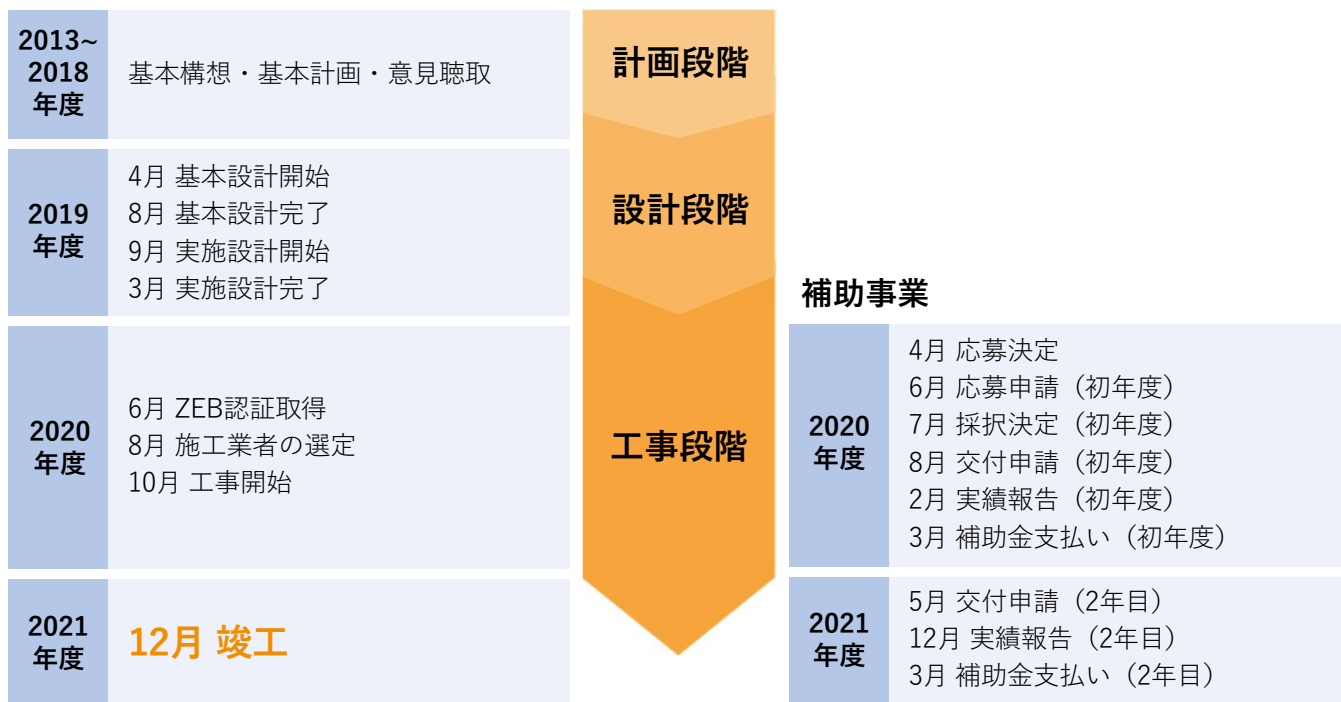 2013~
2018
年度
基本構想・基本計画・意見聴取
計画段階
2019
年度
4月 基本設計開始
8月 基本設計完了
9月 実施設計開始
3月 実施設計完了
設計段階
2020
年度
6月 ZEB認証取得
8月 施工業者の選定
10月 工事開始
工事段階
2021
年度
12月 竣工
補助事業
2020
年度
4月 応募決定
6月 応募申請（初年度）
7月 採択決定（初年度）
8月 交付申請（初年度）
2月 実績報告（初年度）
3月 補助金支払い（初年度）
2021
年度
5月 交付申請（2年目）
12月 実績報告（2年目）
3月 補助金支払い（2年目）